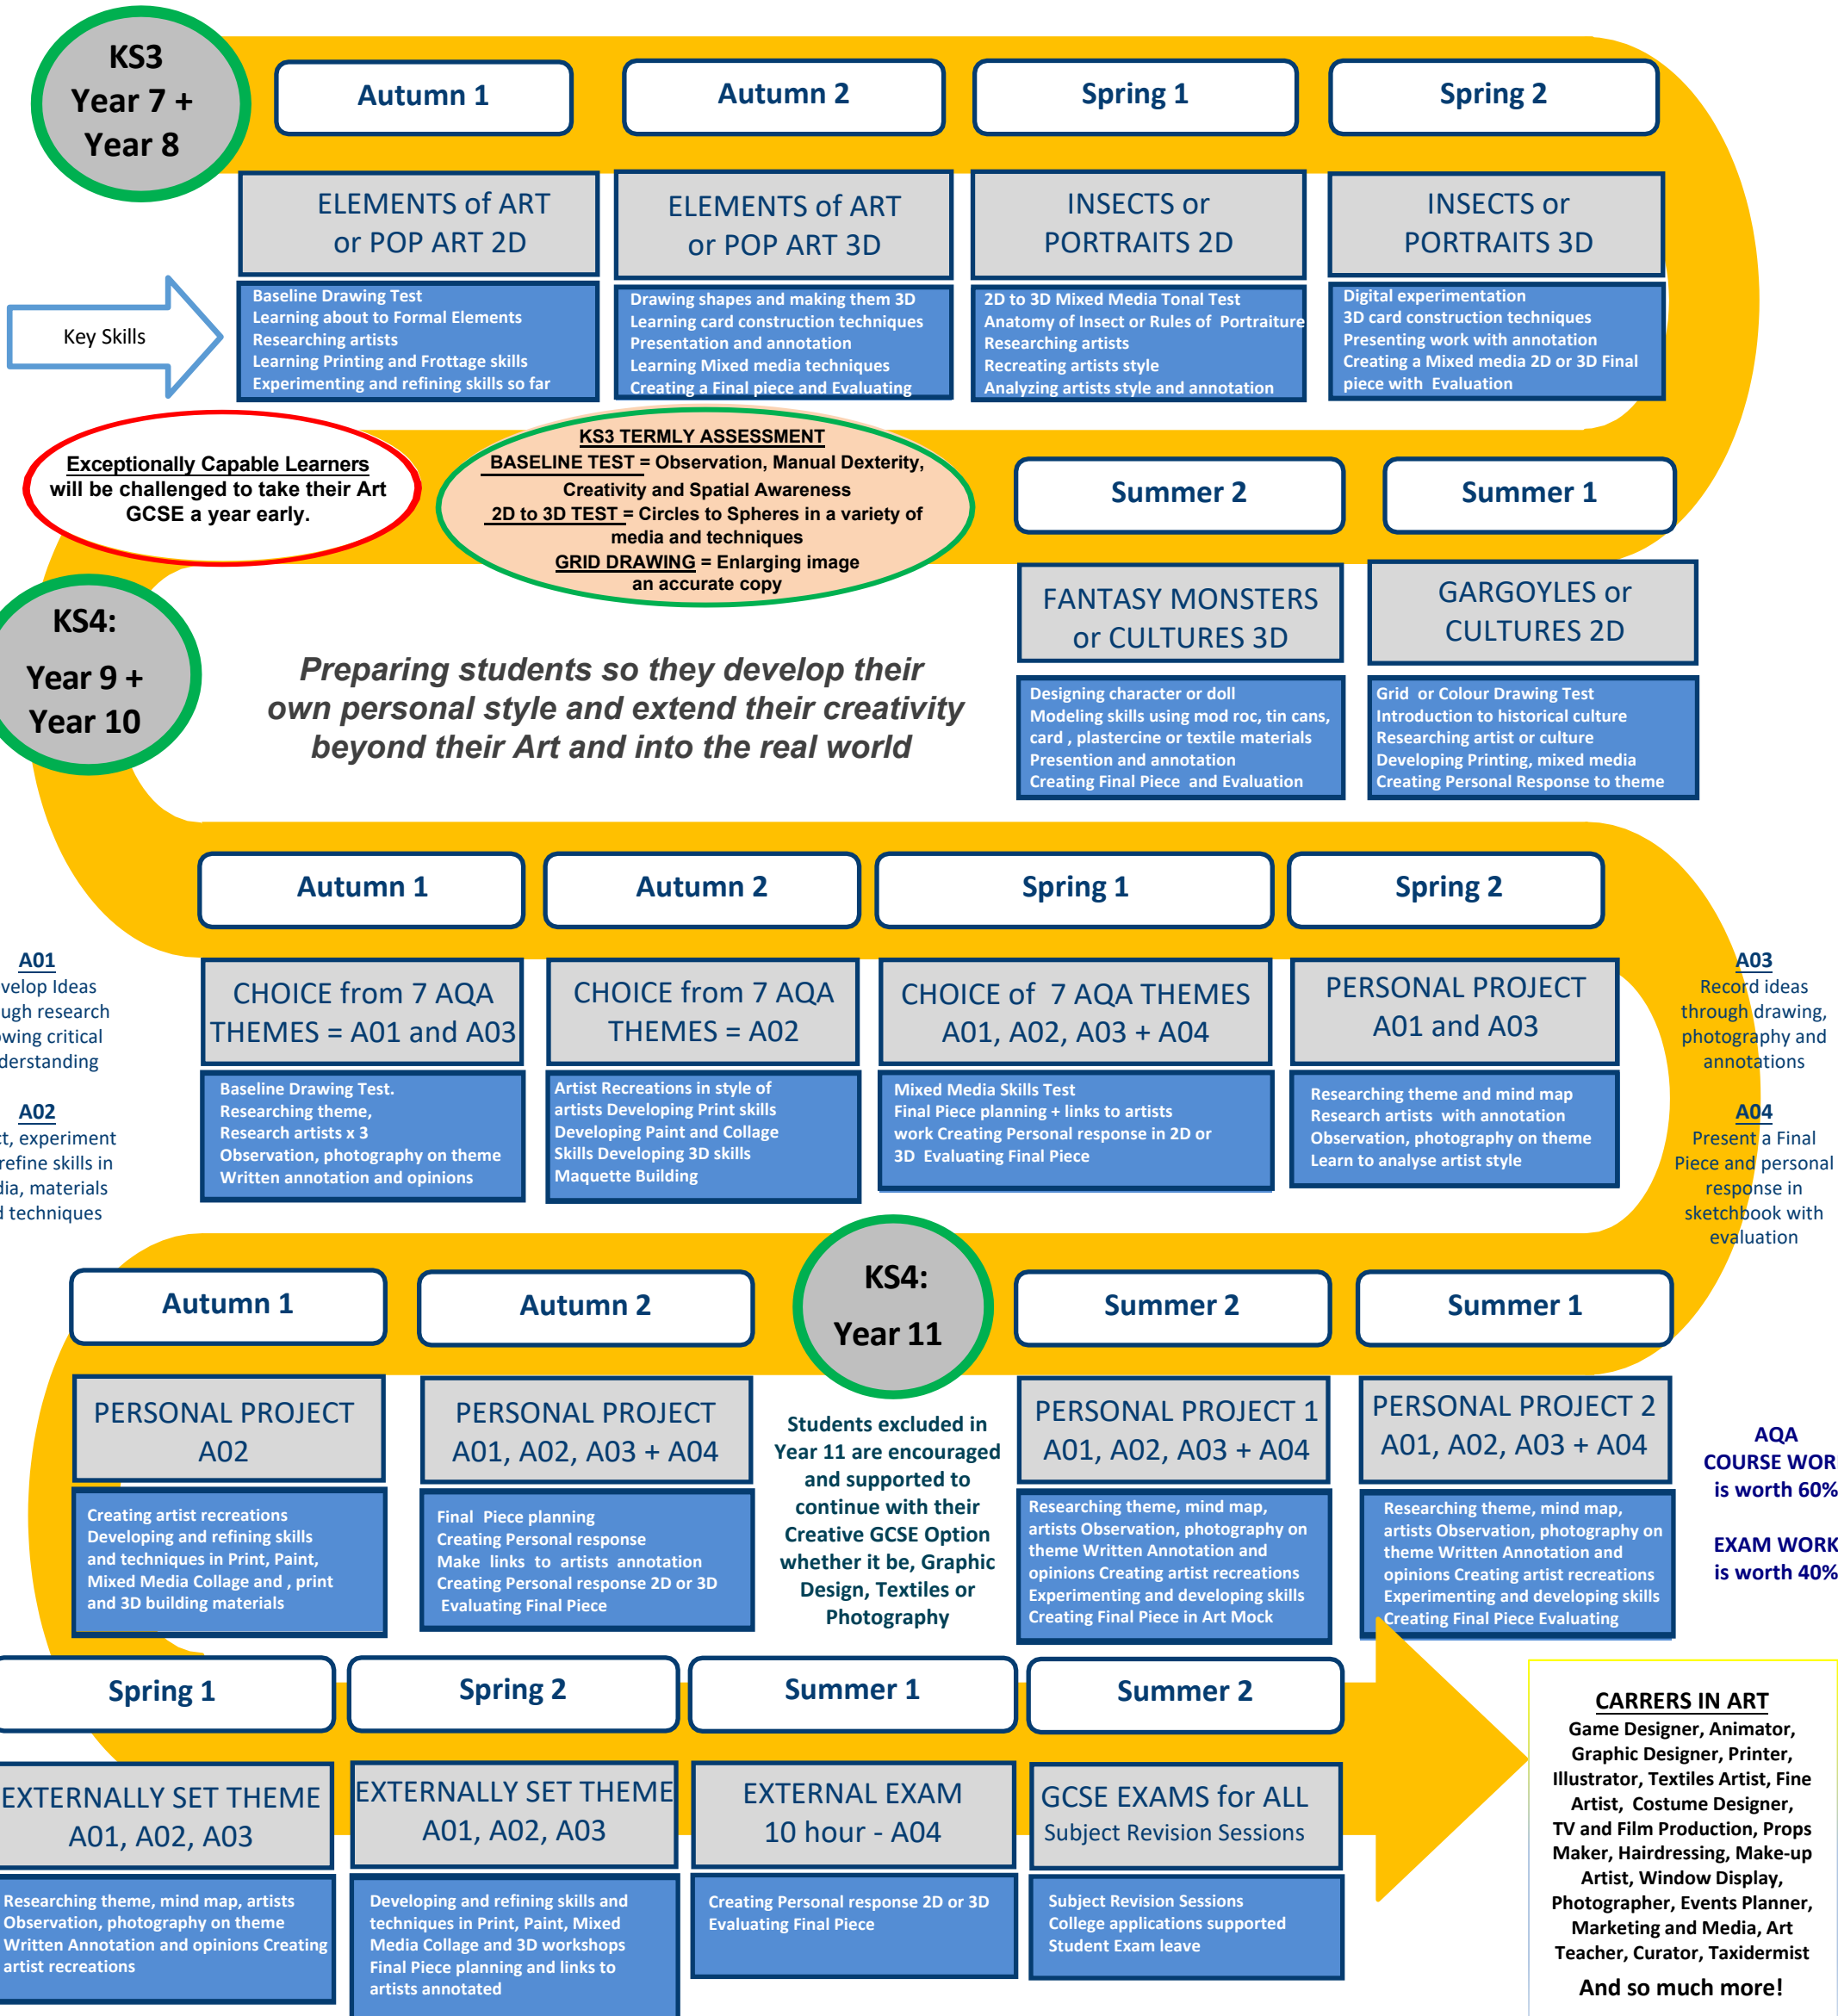 KS3
Year 7 +
Year 8
Autumn 1
Autumn 2
Spring 1
Spring 2
ELEMENTS of ART
or POP ART 2D
ELEMENTS of ART
or POP ART 3D
INSECTS or
PORTRAITS 2D
INSECTS or
PORTRAITS 3D
Key Skills
Baseline Drawing Test
Learning about to Formal Elements
Researching artists
Learning Printing and Frottage skills
Experimenting and refining skills so far
Drawing shapes and making them 3D
Learning card construction techniques
Presentation and annotation
Learning Mixed media techniques
Creating a Final piece and Evaluating
2D to 3D Mixed Media Tonal Test
Anatomy of Insect or Rules of Portraiture
Researching artists
Recreating artists style
Analyzing artists style and annotation
Digital experimentation
3D card construction techniques
Presenting work with annotation
Creating a Mixed media 2D or 3D Final
piece with Evaluation
Exceptionally Capable Learners
will be challenged to take their Art
GCSE a year early.
KS3 TERMLY ASSESSMENT
BASELINE TEST = Observation, Manual Dexterity,
Creativity and Spatial Awareness
2D to 3D TEST = Circles to Spheres in a variety of
media and techniques
GRID DRAWING = Enlarging image
an accurate copy
Summer 2
Summer 1
FANTASY MONSTERS
or CULTURES 3D
GARGOYLES or
CULTURES 2D
Designing character or doll
Modeling skills using mod roc, tin cans,
card , plastercine or textile materials
Presention and annotation
Creating Final Piece and Evaluation
Grid or Colour Drawing Test
Introduction to historical culture
Researching artist or culture
Developing Printing, mixed media
Creating Personal Response to theme
KS4:
Year 9 +
Year 10
Preparing students so they develop their
own personal style and extend their creativity
beyond their Art and into the real world
Autumn 1
Autumn 2
Spring 1
Spring 2
A01
velop Ideas
ugh research
owing critical
derstanding
A02
ct, experiment
refine skills in
dia, materials
d techniques
CHOICE from 7 AQA
THEMES = A01 and A03
CHOICE from 7 AQA
THEMES = A02
CHOICE of 7 AQA THEMES
A01, A02, A03 + A04
PERSONAL PROJECT
A01 and A03
Baseline Drawing Test.
Researching theme,
Research artists x 3
Observation, photography on theme
Written annotation and opinions
Artist Recreations in style of
artists Developing Print skills
Developing Paint and Collage
Skills Developing 3D skills
Maquette Building
Mixed Media Skills Test
Final Piece planning + links to artists
work Creating Personal response in 2D or
3D Evaluating Final Piece
Researching theme and mind map
Research artists with annotation
Observation, photography on theme
Learn to analyse artist style
A03
Record ideas
through drawing,
photography and
annotations
A04
Present a Final
Piece and personal
response in
sketchbook with
evaluation
Autumn 1
Autumn 2
KS4:
Year 11
Summer 2
Summer 1
PERSONAL PROJECT
A02
PERSONAL PROJECT
A01, A02, A03 + A04
PERSONAL PROJECT 1
A01, A02, A03 + A04
PERSONAL PROJECT 2
A01, A02, A03 + A04
Creating artist recreations
Developing and refining skills
and techniques in Print, Paint,
Mixed Media Collage and , print
and 3D building materials
Final Piece planning
Creating Personal response
Make links to artists annotation
Creating Personal response 2D or 3D
Evaluating Final Piece
Students excluded in
Year 11 are encouraged
and supported to
continue with their
Creative GCSE Option
whether it be, Graphic
Design, Textiles or
Photography
Researching theme, mind map,
artists Observation, photography on
theme Written Annotation and
opinions Creating artist recreations
Experimenting and developing skills
Creating Final Piece in Art Mock
Researching theme, mind map,
artists Observation, photography on
theme Written Annotation and
opinions Creating artist recreations
Experimenting and developing skills
Creating Final Piece Evaluating
AQA
COURSE WOR
is worth 60%
EXAM WORK
is worth 40%
Spring 1
Spring 2
Summer 1
Summer 2
EXTERNALLY SET THEME
A01, A02, A03
EXTERNALLY SET THEME
A01, A02, A03
EXTERNAL EXAM
10 hour - A04
GCSE EXAMS for ALL
Subject Revision Sessions
Researching theme, mind map, artists
Observation, photography on theme
Written Annotation and opinions Creating
artist recreations
Developing and refining skills and
techniques in Print, Paint, Mixed
Media Collage and 3D workshops
Final Piece planning and links to
artists annotated
Creating Personal response 2D or 3D
Evaluating Final Piece
Subject Revision Sessions
College applications supported
Student Exam leave
CARRERS IN ART
Game Designer, Animator,
Graphic Designer, Printer,
Illustrator, Textiles Artist, Fine
Artist, Costume Designer,
TV and Film Production, Props
Maker, Hairdressing, Make-up
Artist, Window Display,
Photographer, Events Planner,
Marketing and Media, Art
Teacher, Curator, Taxidermist
And so much more!